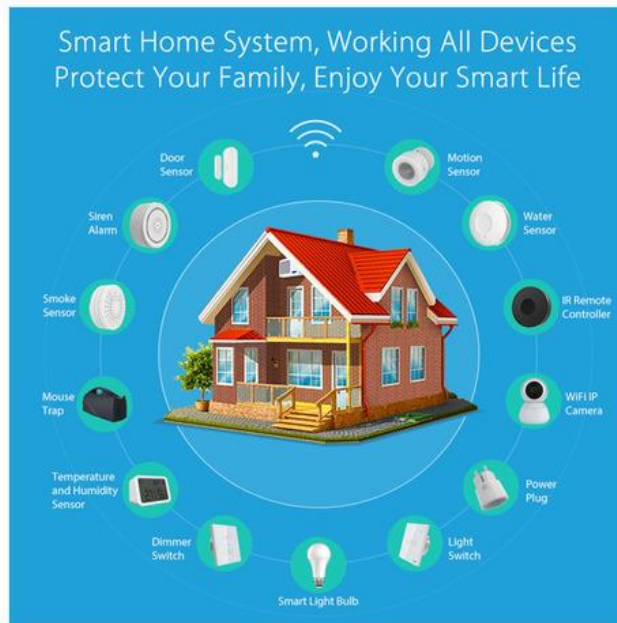 Smart Home System, Working All Devices
Protect Your Family, Enjoy Your Smart Life
Door
Sensor
Motion
Sensor
Siren
Alarm
Water
Sensor
Smoke
Sensor
IR Remote
Controller
Mouse
Trap
WiFi IP
Camera
Temperature
and Humidity
Sensor
Power
Plug
Dimmer
Switch
Light
Switch
Smart Light Bulb